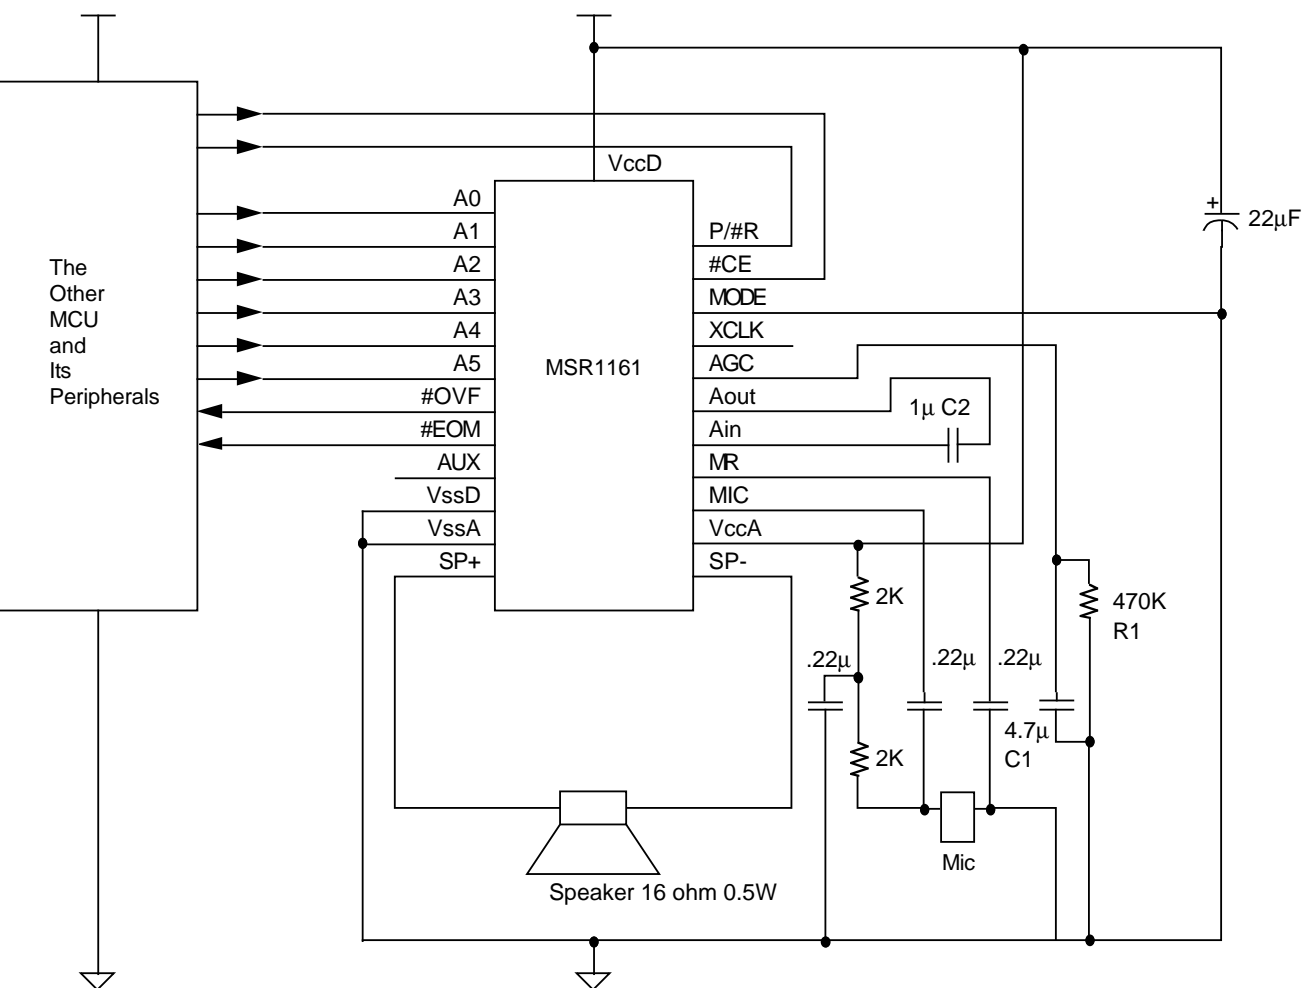 VccD
A0
A1
A2
A3
A4
A5
#OVF
#EOM
AUX
VssD
VssA
SP+
P/#R
#CE
MODE
XCLK
AGC
Aout
Ain
MR
MIC
VccA
SP-
The
Other
MCU
and
Its
Peripherals
MSR1161
+
22µF
1µ C2
2K
470K
R1
.22µ
.22µ
.22µ
4.7µ
C1
2K
Mic
Speaker 16 ohm 0.5W